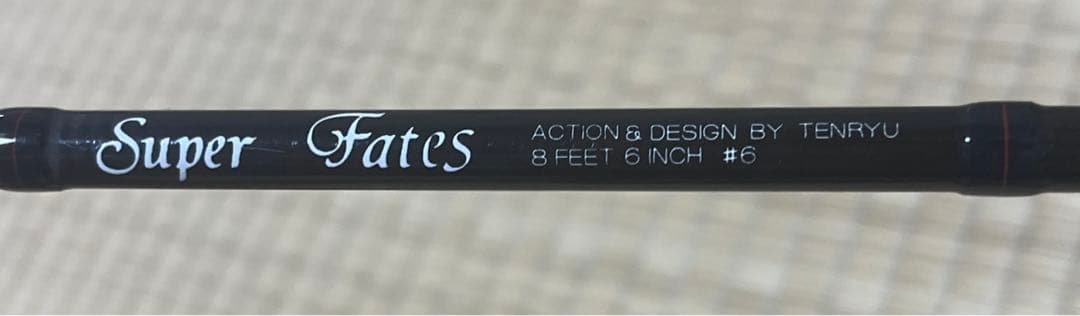 Super Fates
ACTION & DESIGN BY TENRYU
8 FEET 6 INCH #6